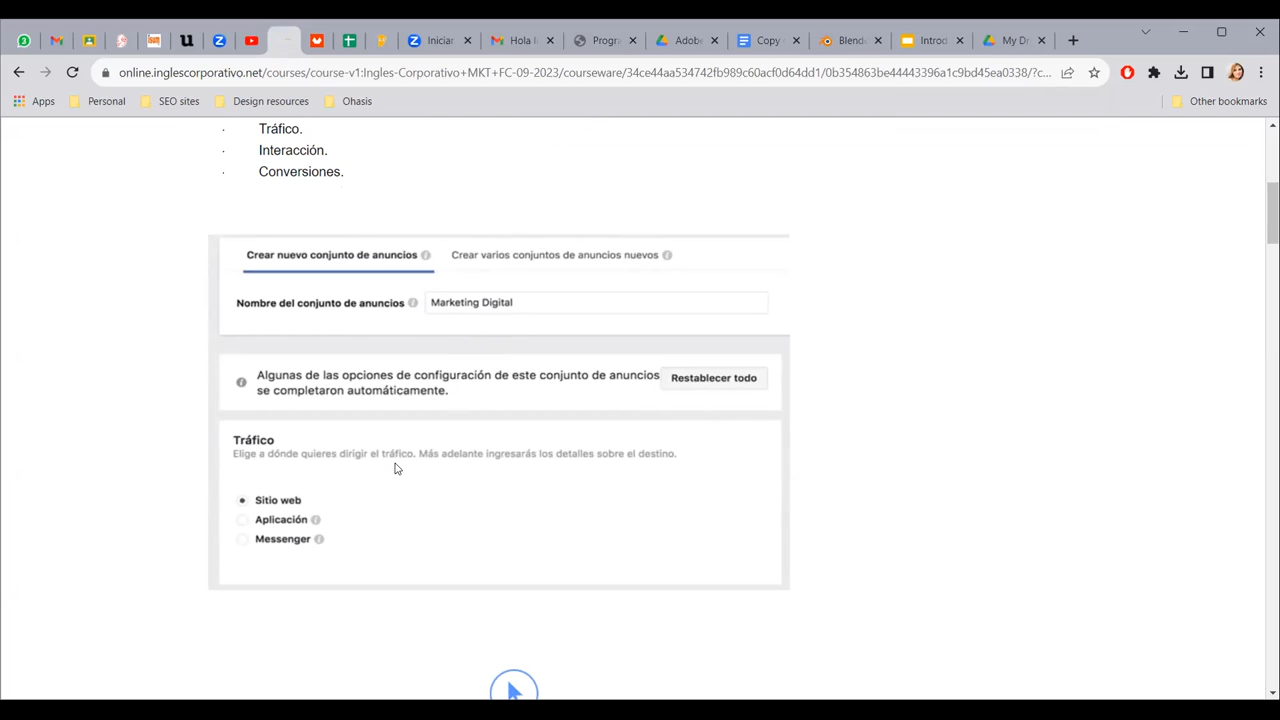 3
Iniciar
Hola I
Progr
Adobe
Copy
Blend
Introd
My Dr
online.inglescorporativo.net/courses/course-v1:Ingles-Corporativo+MKT+FC-09-2023/courseware/34ce44aa534742fb989c60acf0d64dd1/0b354863be44443396a1c9bd45ea0338/?c...
Apps
Personal
SEO sites
Design resources
Ohasis
Other bookmarks
· Tráfico.
· Interacción.
· Conversiones.
Crear nuevo conjunto de anuncios
Crear varios conjuntos de anuncios nuevos
Nombre del conjunto de anuncios
Marketing Digital
Algunas de las opciones de configuración de este conjunto de anuncios
se completaron automáticamente.
Restablecer todo
Tráfico
Elige a dónde quieres dirigir el tráfico. Más adelante ingresarás los detalles sobre el destino.
Sitio web
Aplicación
Messenger